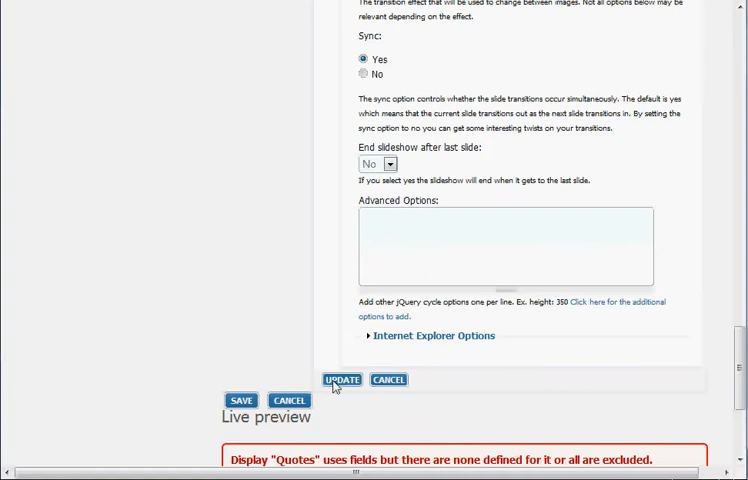 The transition effect that will be used to change between images. Not all options below may be
relevant depending on the effect.
Sync:
Yes
No
The sync option controls whether the slide transitions occur simultaneously. The default is yes
which means that the current slide transitions out as the next slide transitions in. By setting the
sync option to no you can get some interesting twists on your transitions.
End slideshow after last slide:
No
If you select yes the slideshow will end when it gets to the last slide.
Advanced Options:
Add other jQuery cycle options one per line. Ex. height: 350 Click here for the additional
options to add.
Internet Explorer Options
UPDATE CANCEL
SAVE CANCEL
Live preview
Display "Quotes" uses fields but there are none defined for it or all are excluded.